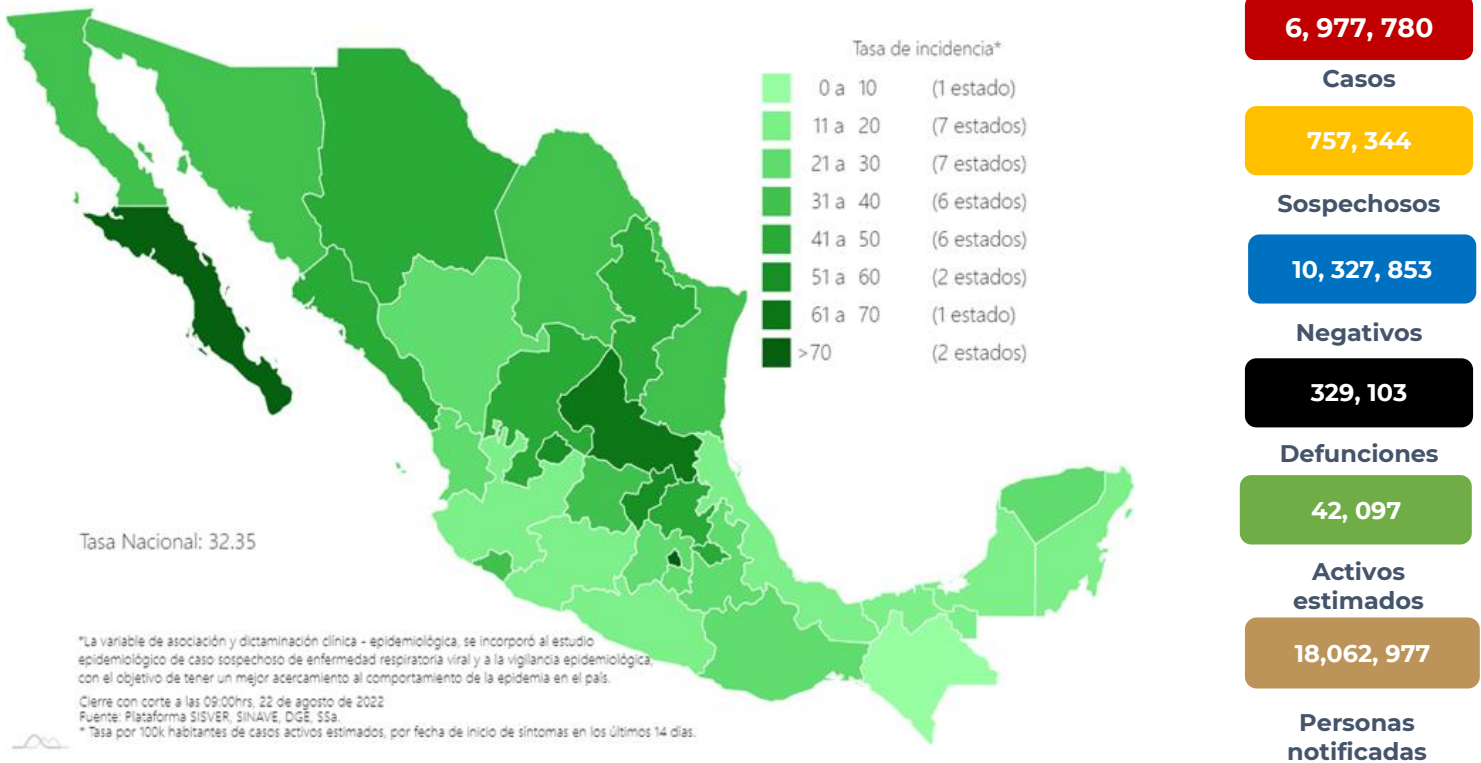 Tasa de incidencia*
0 a 10 (1 estado)
11 a 20 (7 estados)
21 a 30 (7 estados)
31 a 40 (6 estados)
41 a 50 (6 estados)
51 a 60 (2 estados)
61 a 70 (1 estado)
>70 (2 estados)
Tasa Nacional: 32.35
*La variable de asociación y dictaminación clínica - epidemiológica, se incorporó al estudio
epidemiológico de caso sospechoso de enfermedad respiratoria viral y a la vigilancia epidemiológica,
con el objetivo de tener un mejor acercamiento al comportamiento de la epidemia en el país.
Cierre con corte a las 09:00hrs, 22 de agosto de 2022
Fuente: Plataforma SISVER, SINAVE, DGE, SSa.
* Tasa por 100k habitantes de casos activos estimados, por fecha de inicio de síntomas en los últimos 14 días.
6, 977, 780
Casos
757, 344
Sospechosos
10, 327, 853
Negativos
329, 103
Defunciones
42, 097
Activos
estimados
18,062, 977
Personas
notificadas